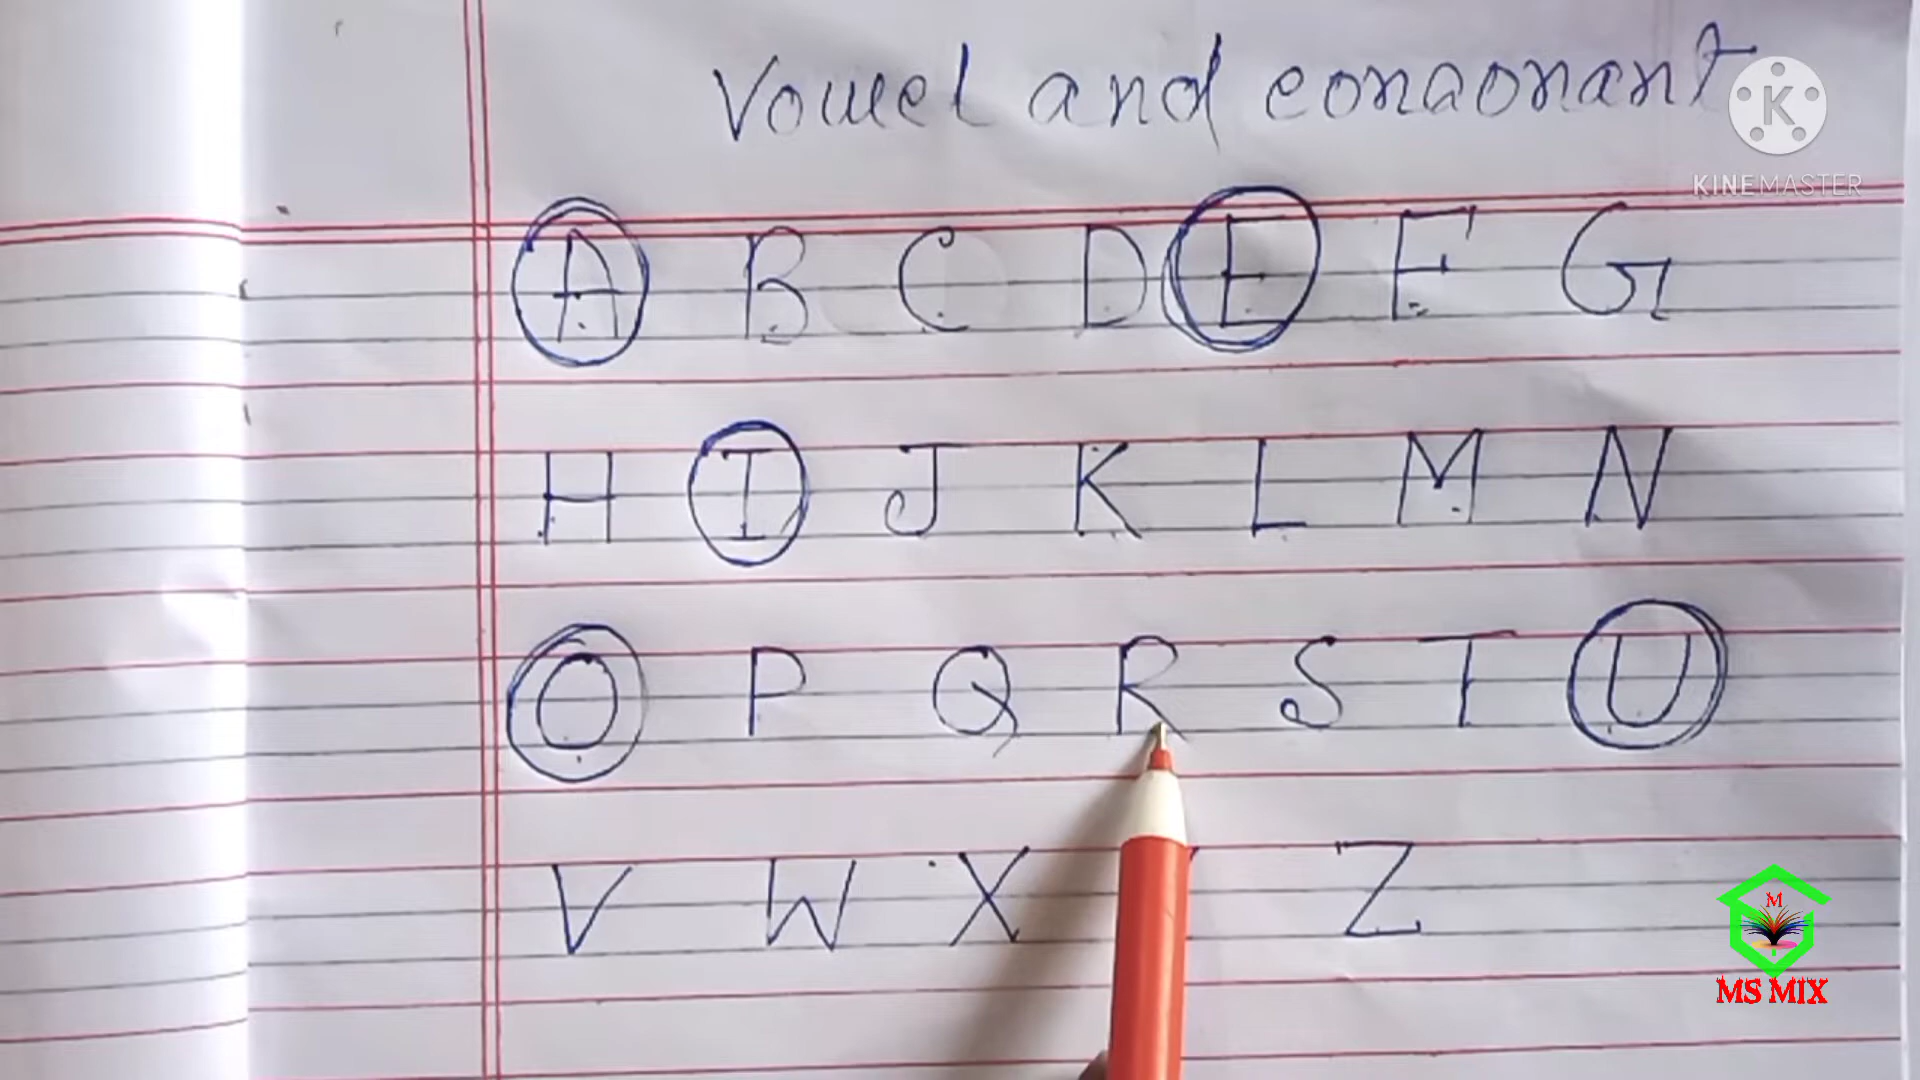 Vowel and consonant
K
KINEMASTER
A B C D E F G
H I J K L M N
O P Q R S T U
V W X Z
M
MS MIX